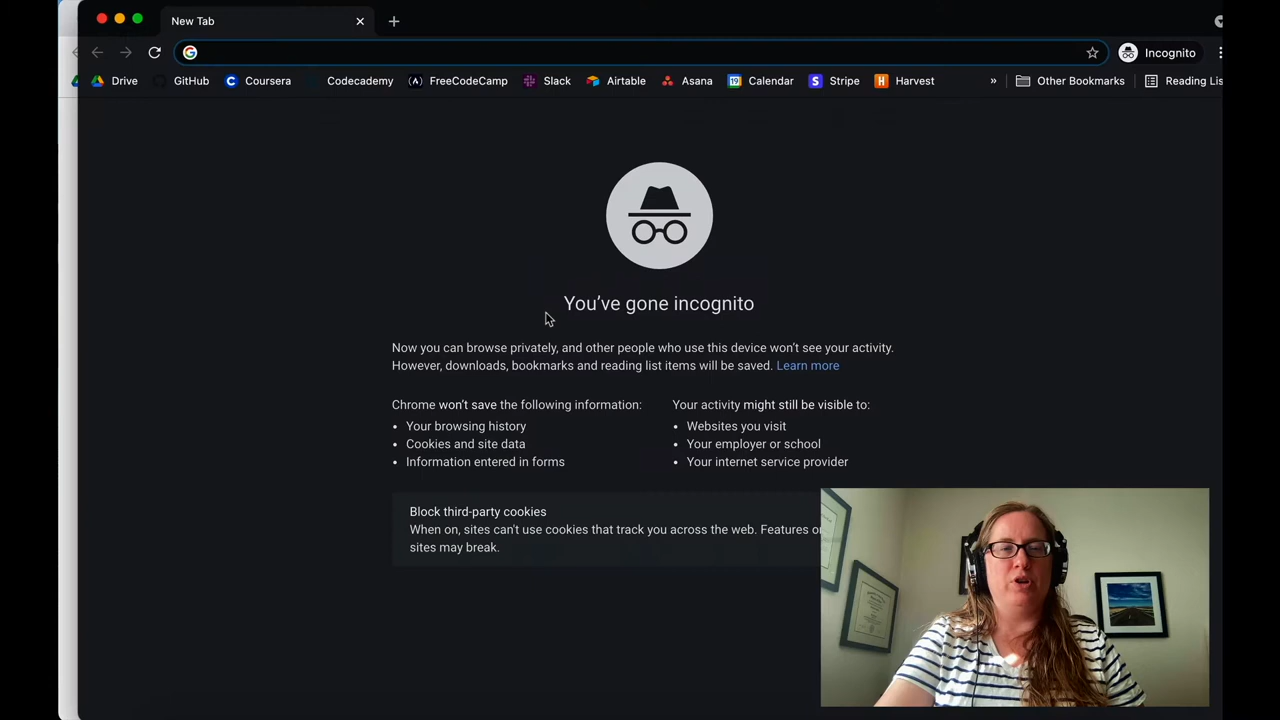 New Tab
Incognito
Drive GitHub Coursera Codecademy FreeCodeCamp Slack Airtable Asana Calendar Stripe Harvest » Other Bookmarks Reading Lis
You've gone incognito
Now you can browse privately, and other people who use this device won't see your activity.
However, downloads, bookmarks and reading list items will be saved. Learn more
Chrome won't save the following information:
• Your browsing history
• Cookies and site data
• Information entered in forms
Your activity might still be visible to:
• Websites you visit
• Your employer or school
• Your internet service provider
Block third-party cookies
When on, sites can't use cookies that track you across the web. Features o
sites may break.